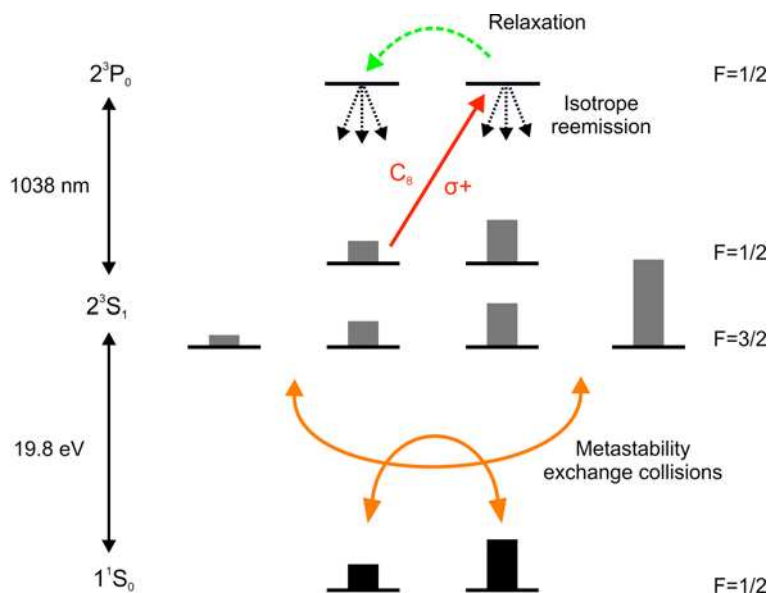 Relaxation
2³P₀
F=1/2
Isotrope
reemission
1038 nm
C₈
σ+
F=1/2
2³S₁
F=3/2
19.8 eV
Metastability
exchange collisions
1¹S₀
F=1/2